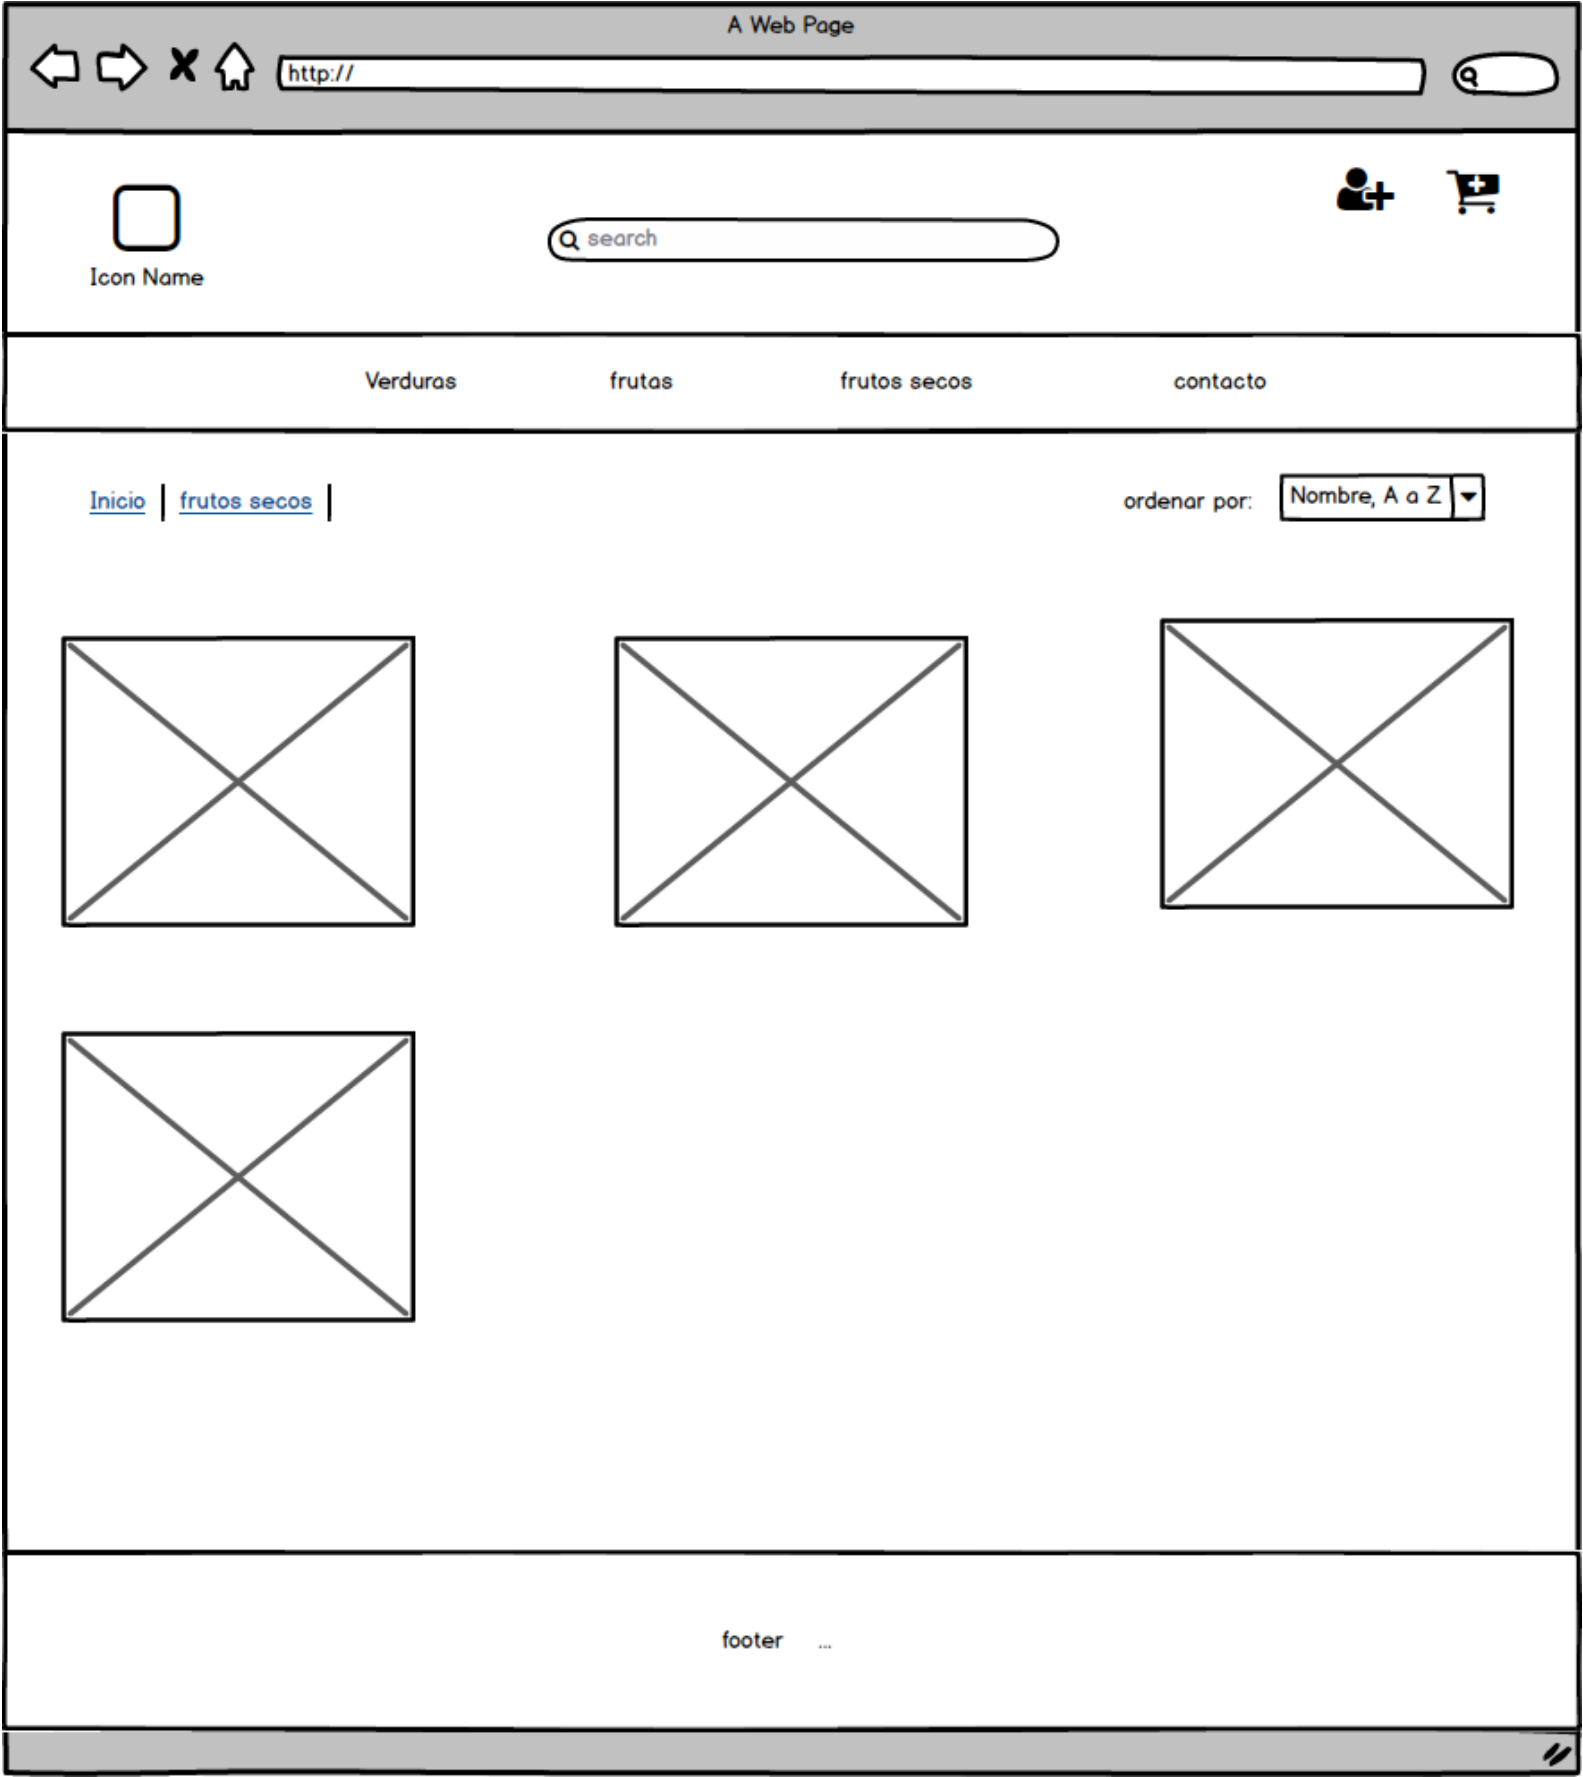 A Web Page
http://
search
Icon Name
Verduras frutas frutos secos contacto
Inicio frutos secos ordenar por: Nombre, A a Z
footer ...